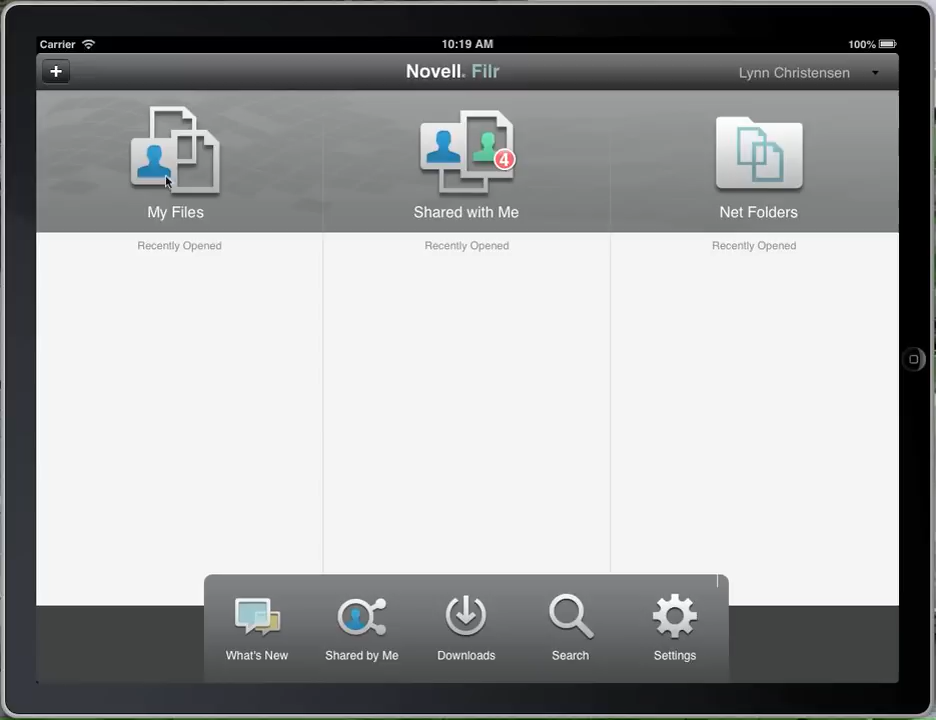 Carrier 10:19 AM 100%
+ Novell. Filr Lynn Christensen
4
My Files Shared with Me Net Folders
Recently Opened Recently Opened Recently Opened
What's New Shared by Me Downloads Search Settings